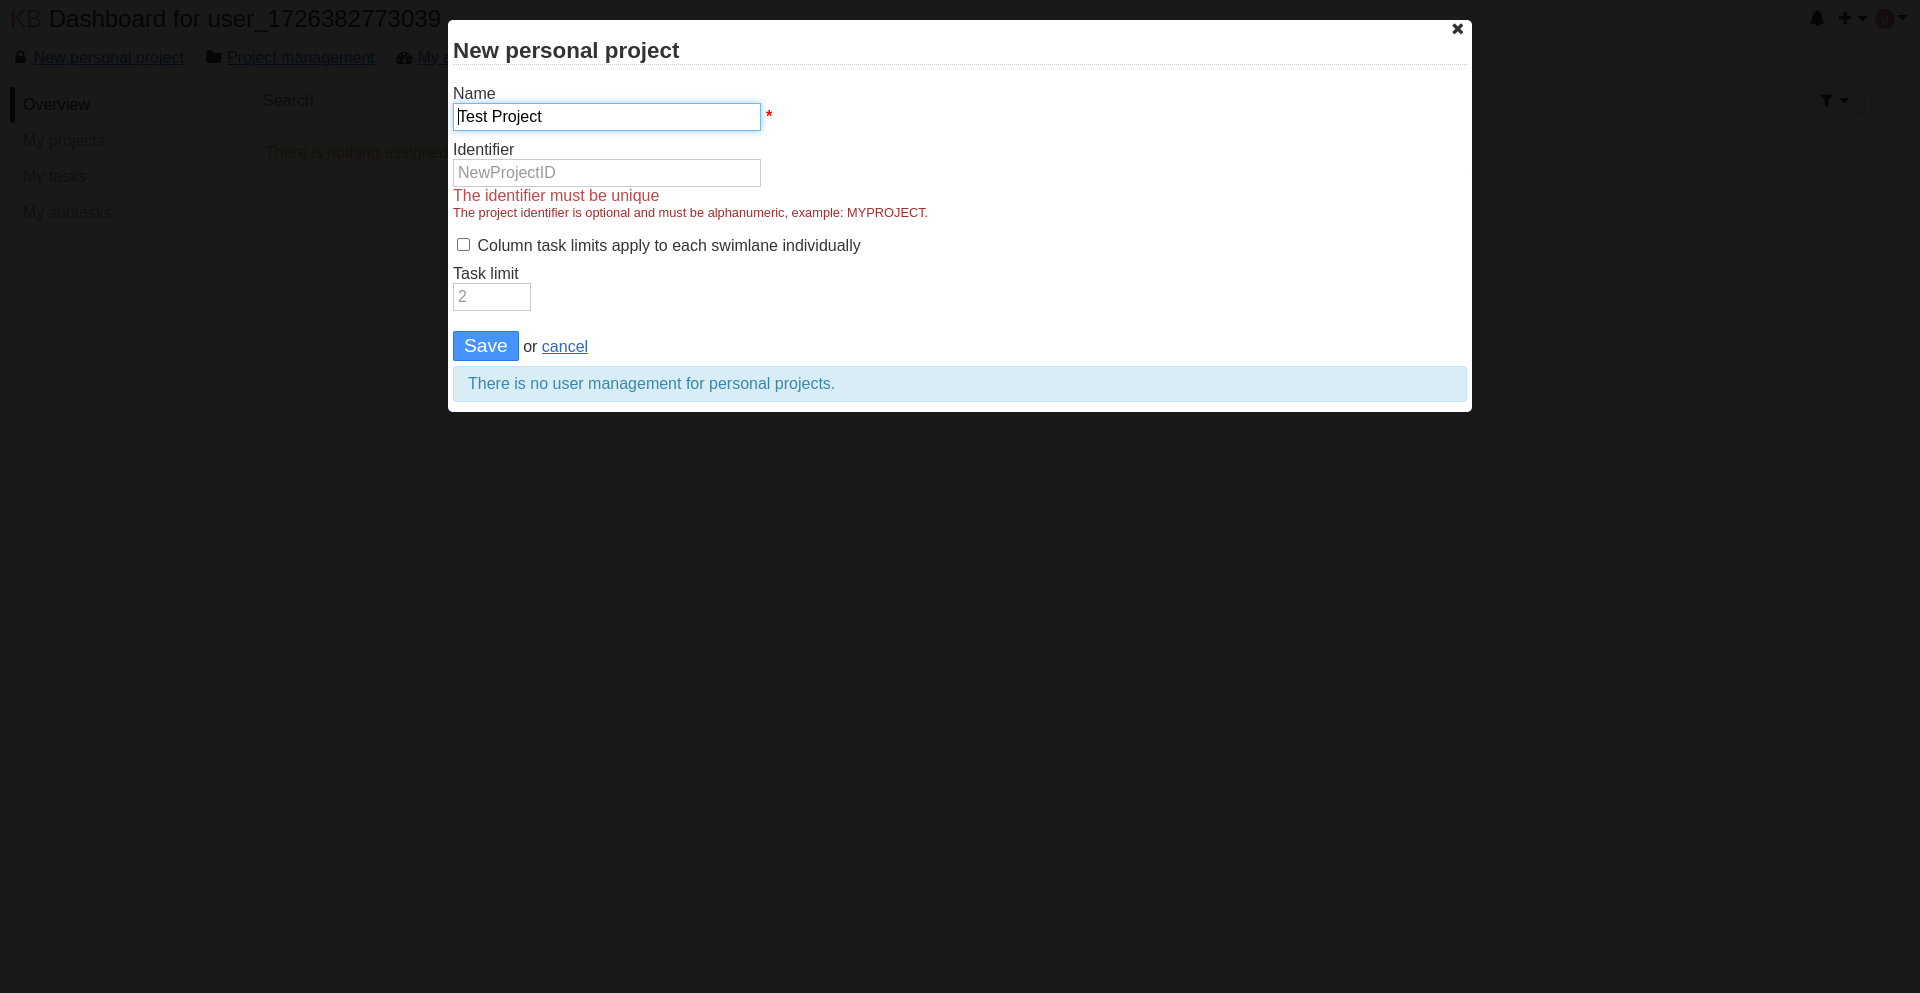 KB Dashboard for user_1726382773039
New personal project Project management My a
Overview
My projects
My tasks
My subtasks
Search
There is nothing assigned
New personal project
Name
Test Project *
Identifier
NewProjectID
The identifier must be unique
The project identifier is optional and must be alphanumeric, example: MYPROJECT.
Column task limits apply to each swimlane individually
Task limit
2
Save or cancel
There is no user management for personal projects.